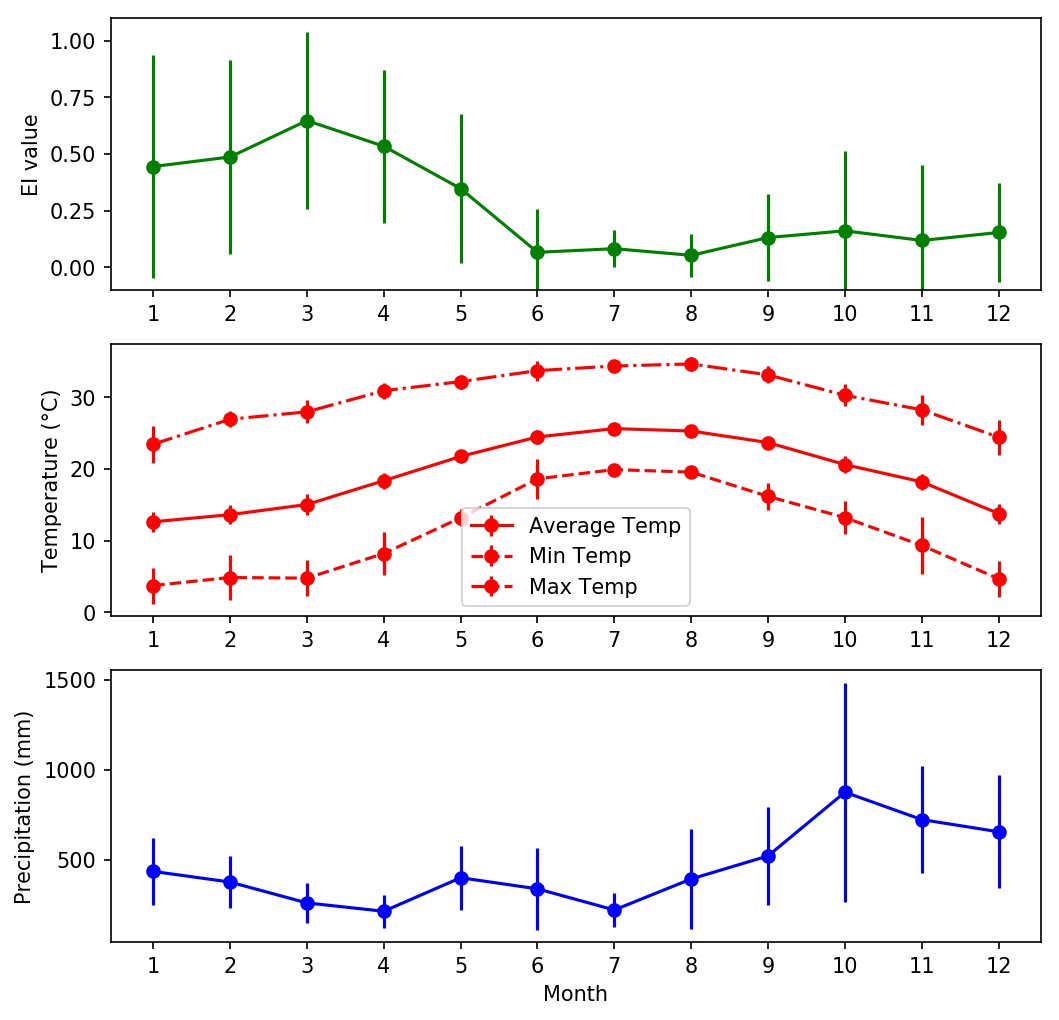 EI value
1.00
0.75
0.50
0.25
0.00
1 2 3 4 5 6 7 8 9 10 11 12
Temperature (°C)
30
20
10
0
Average Temp
Min Temp
Max Temp
1 2 3 4 5 6 7 8 9 10 11 12
Precipitation (mm)
1500
1000
500
1 2 3 4 5 6 7 8 9 10 11 12
Month